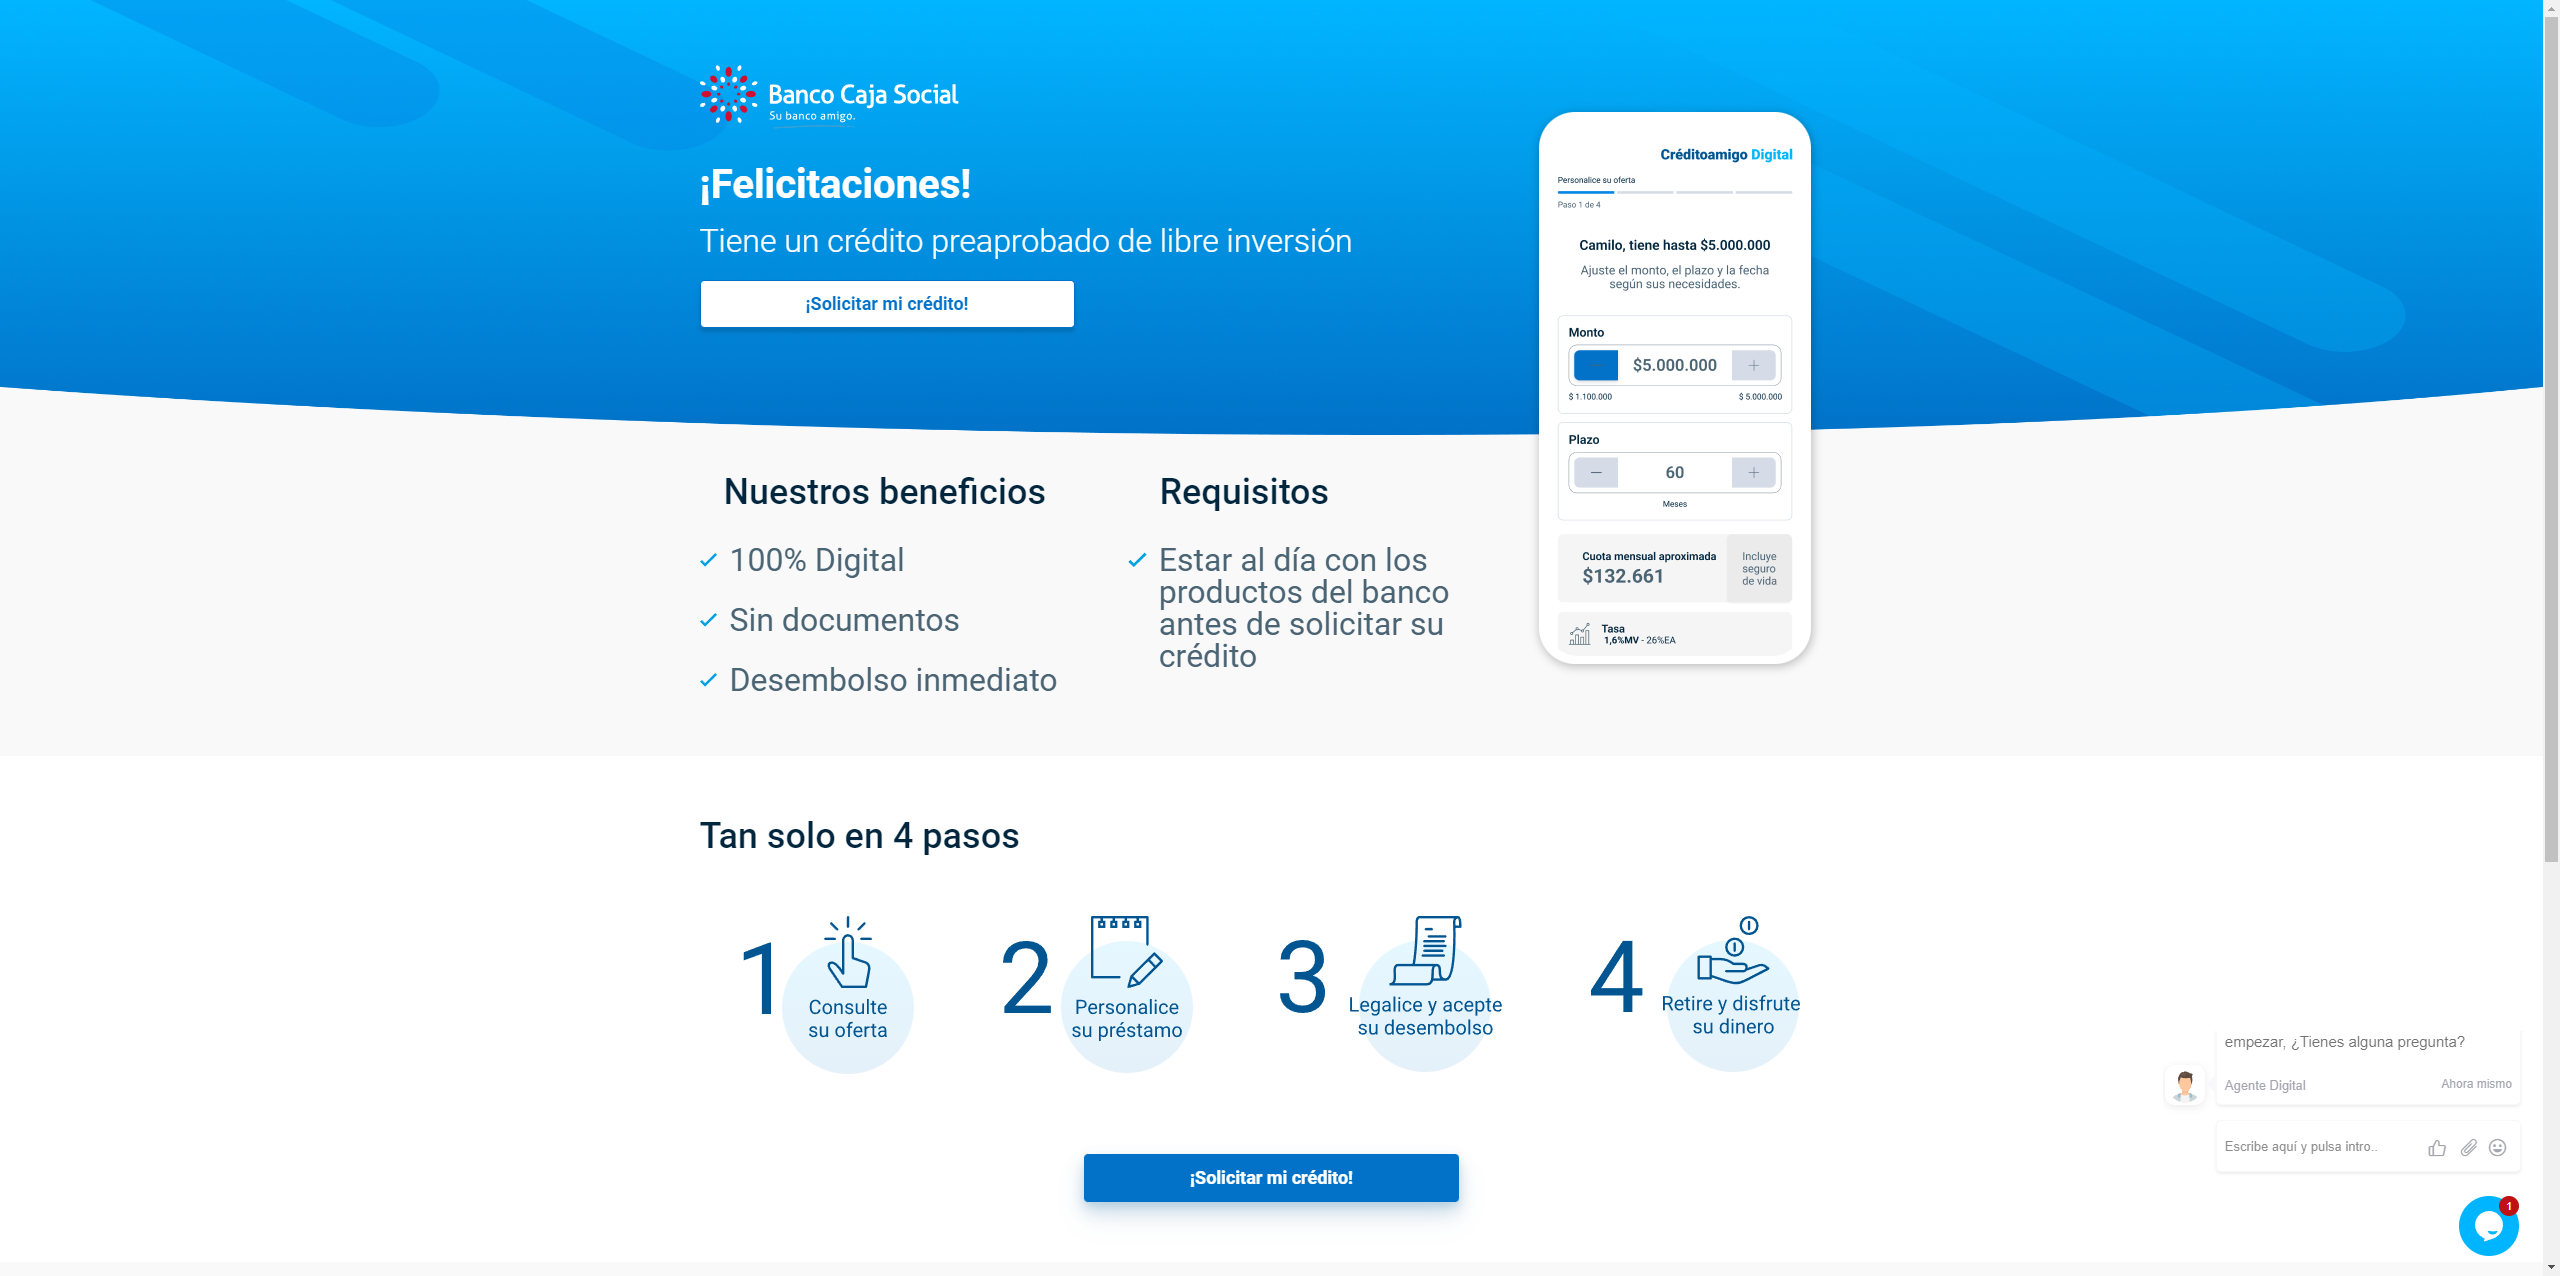 Banco Caja Social
Su banco amigo.
¡Felicitaciones!
Tiene un crédito preaprobado de libre inversión
¡Solicitar mi crédito!
Créditoamigo Digital
Personalice su oferta
Paso 1 de 4
Camilo, tiene hasta $5.000.000
Ajuste el monto, el plazo y la fecha
según sus necesidades.
Monto
$5.000.000 +
$ 1.100.000 $ 5.000.000
Plazo
− 60 +
Meses
Cuota mensual aproximada
$132.661
Incluye
seguro
de vida
Tasa
1,6%MV - 26%EA
Nuestros beneficios
100% Digital
Sin documentos
Desembolso inmediato
Requisitos
Estar al día con los
productos del banco
antes de solicitar su
crédito
Tan solo en 4 pasos
1
Consulte
su oferta
2
Personalice
su préstamo
3
Legalice y acepte
su desembolso
4
Retire y disfrute
su dinero
¡Solicitar mi crédito!
empezar, ¿Tienes alguna pregunta?
Agente Digital Ahora mismo
Escribe aquí y pulsa intro..
1